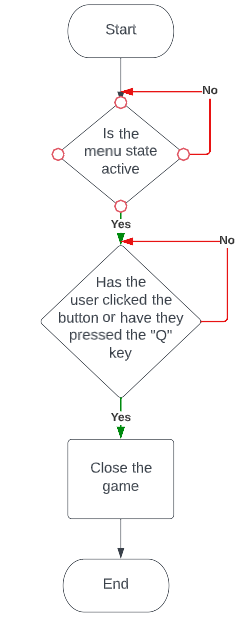 Start
No
Is the
menu state
active
Yes
No
Has the
user clicked the
button or have they
pressed the "Q"
key
Yes
Close the
game
End